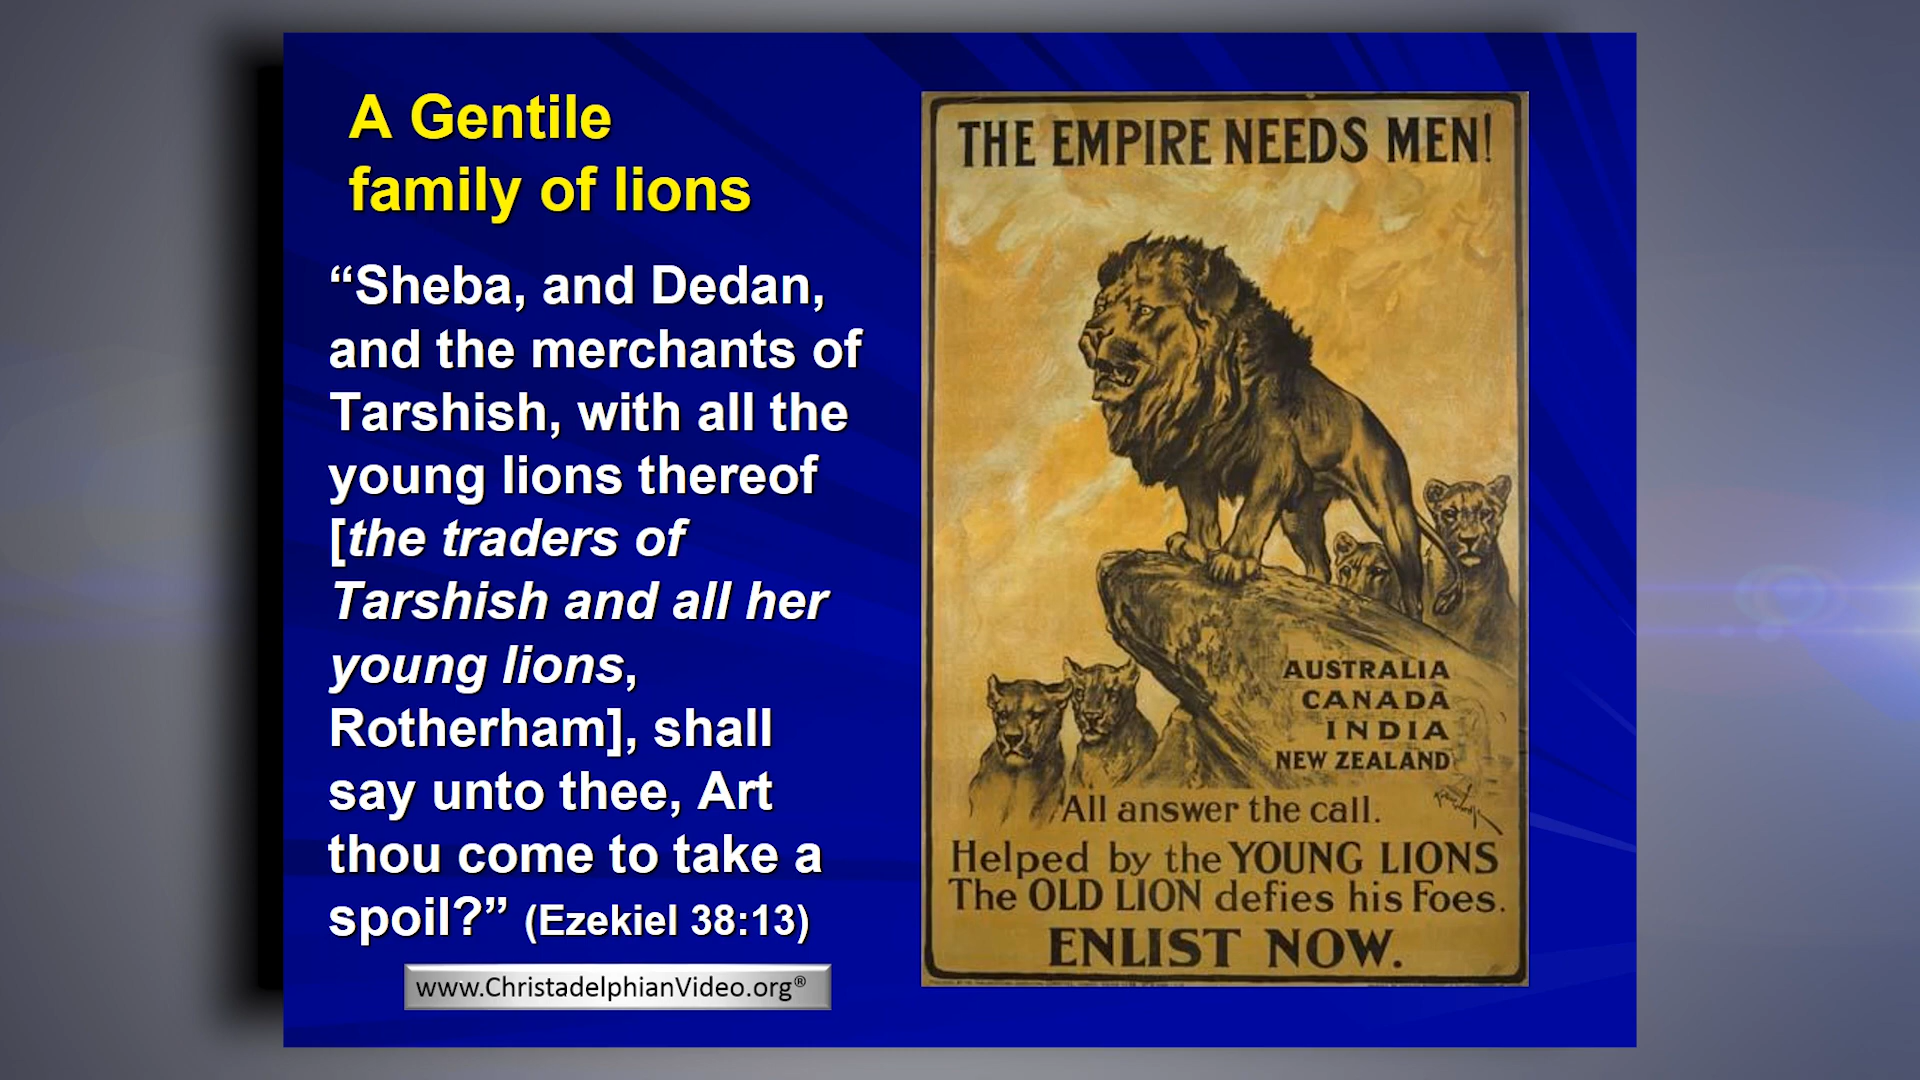 A Gentile
family of lions
“Sheba, and Dedan,
and the merchants of
Tarshish, with all the
young lions thereof
[the traders of
Tarshish and all her
young lions,
Rotherham], shall
say unto thee, Art
thou come to take a
spoil?” (Ezekiel 38:13)
www.ChristadelphianVideo.org®
THE EMPIRE NEEDS MEN!
AUSTRALIA
CANADA
INDIA
NEW ZEALAND
All answer the call.
Helped by the YOUNG LIONS
The OLD LION defies his Foes.
ENLIST NOW.